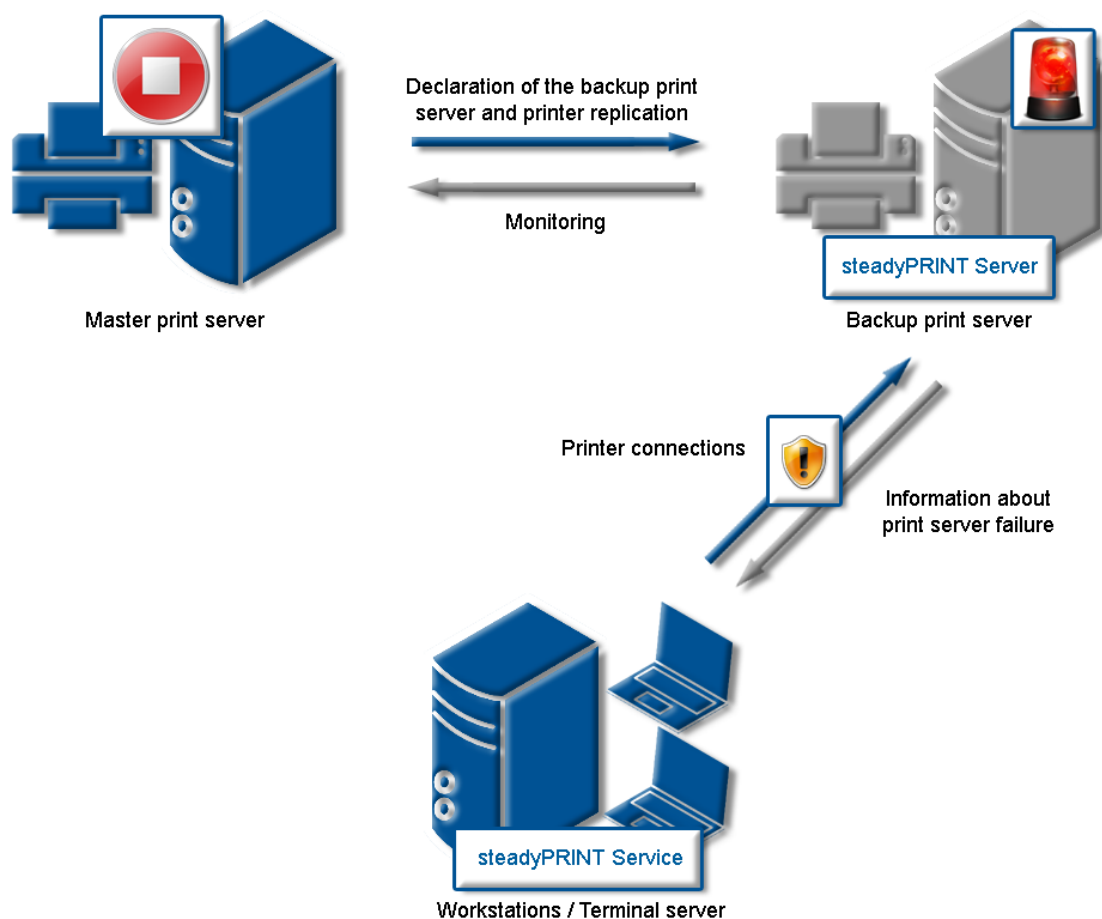 Declaration of the backup print
server and printer replication
Monitoring
steadyPRINT Server
Master print server
Backup print server
Printer connections
Information about
print server failure
steadyPRINT Service
Workstations / Terminal server